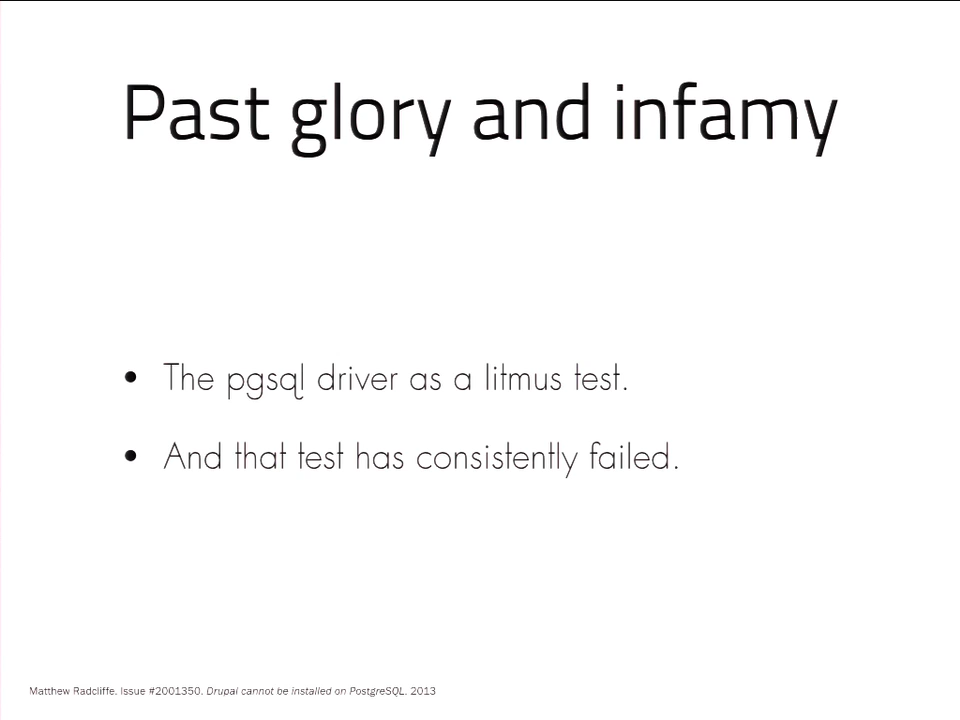 Past glory and infamy
• The pgsql driver as a litmus test.
• And that test has consistently failed.
Matthew Radcliffe. Issue #2001350. Drupal cannot be installed on PostgreSQL. 2013